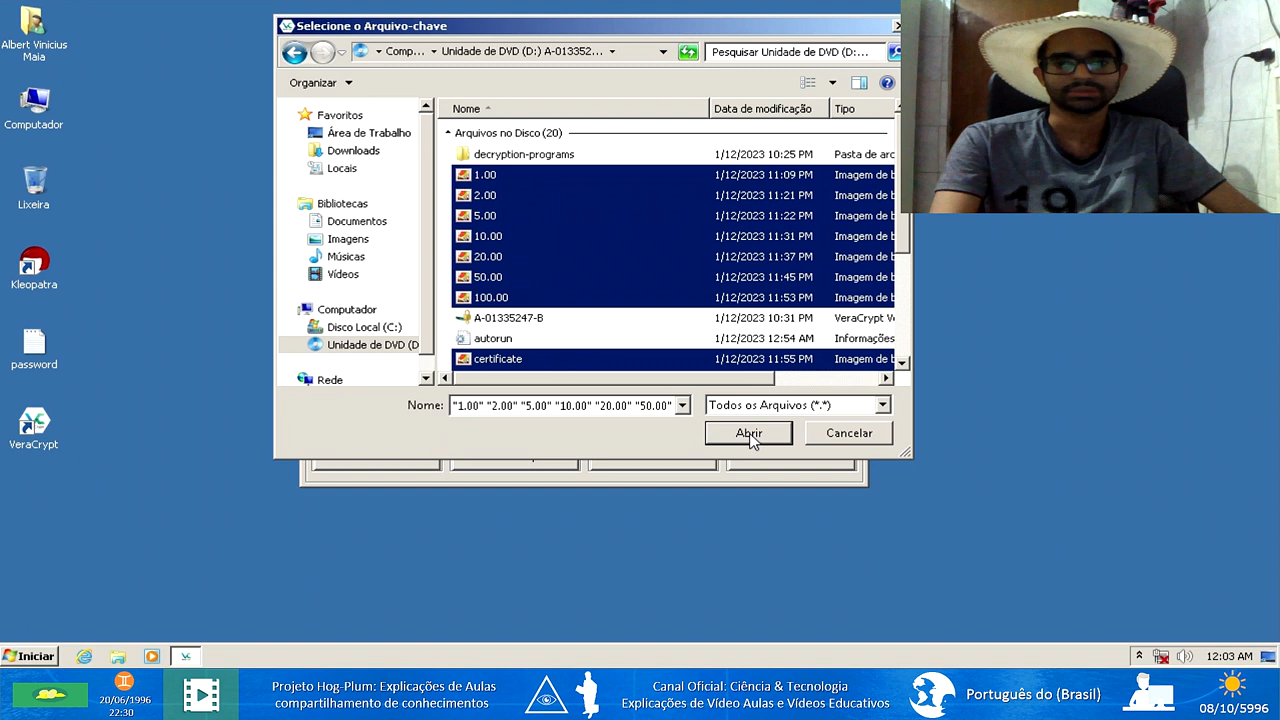 Albert Vinicius
Maia
Computador
Lixeira
Kleopatra
password
VeraCrypt
Selecione o Arquivo-chave
Comp... Unidade de DVD (D:) A-013352...
Pesquisar Unidade de DVD (D:...
Organizar
Favoritos
Área de Trabalho
Downloads
Locais
Bibliotecas
Documentos
Imagens
Músicas
Vídeos
Computador
Disco Local (C:)
Unidade de DVD (D
Rede
Nome Data de modificação Tipo
Arquivos no Disco (20)
decryption-programs 1/12/2023 10:25 PM Pasta de arc
1.00 1/12/2023 11:09 PM Imagem de b
2.00 1/12/2023 11:21 PM Imagem de b
5.00 1/12/2023 11:22 PM Imagem de b
10.00 1/12/2023 11:31 PM Imagem de b
20.00 1/12/2023 11:37 PM Imagem de b
50.00 1/12/2023 11:45 PM Imagem de b
100.00 1/12/2023 11:53 PM Imagem de b
A-01335247-B 1/12/2023 10:31 PM VeraCrypt V
autorun 1/12/2023 12:54 AM Informações
certificate 1/12/2023 11:55 PM Imagem de b
Nome: "1.00" "2.00" "5.00" "10.00" "20.00" "50.00" Todos os Arquivos (*.*)
Abrir Cancelar
Iniciar
12:03 AM
20/06/1996
22:30
Projeto Hog-Plum: Explicações de Aulas
compartilhamento de conhecimentos
Canal Oficial: Ciência & Tecnologia
Explicações de Vídeo Aulas e Vídeos Educativos
Português do (Brasil)
08/10/5996